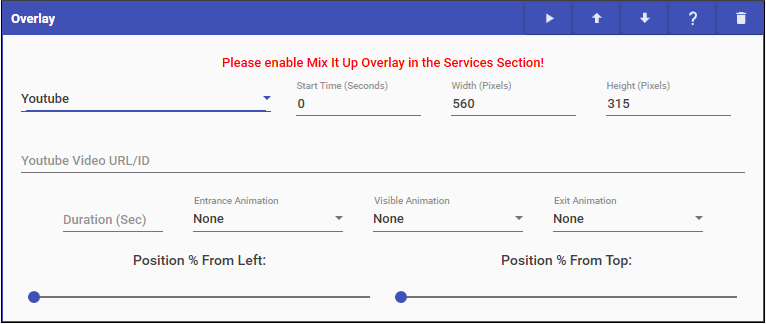 Overlay
?
Please enable Mix It Up Overlay in the Services Section!
Youtube
Start Time (Seconds)
0
Width (Pixels)
560
Height (Pixels)
315
Youtube Video URL/ID
Duration (Sec)
Entrance Animation
None
Visible Animation
None
Exit Animation
None
Position % From Left:
Position % From Top: